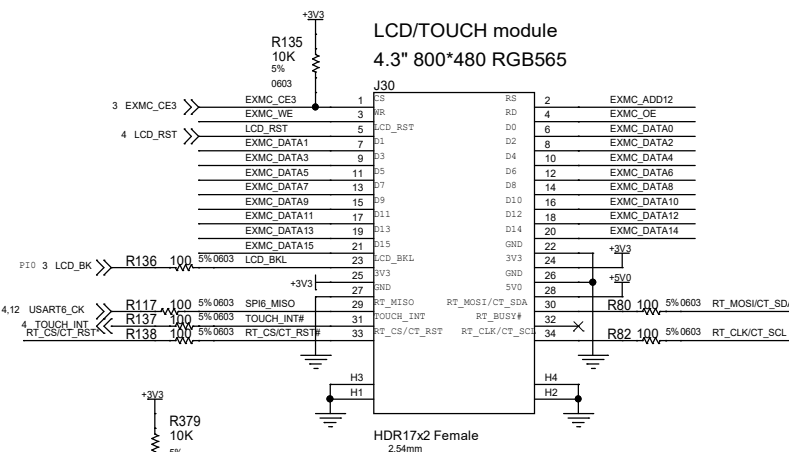 +3V3
LCD/TOUCH module
4.3" 800*480 RGB565
R135
10K
5%
0603
J30
3 EXMC_CE3 EXMC_CE3 1 CS RS 2 EXMC_ADD12
EXMC_WE 3 WR RD 4 EXMC_OE
4 LCD_RST LCD_RST 5 LCD_RST D0 6 EXMC_DATA0
EXMC_DATA1 7 D1 D2 8 EXMC_DATA2
EXMC_DATA3 9 D3 D4 10 EXMC_DATA4
EXMC_DATA5 11 D5 D6 12 EXMC_DATA6
EXMC_DATA7 13 D7 D8 14 EXMC_DATA8
EXMC_DATA9 15 D9 D10 16 EXMC_DATA10
EXMC_DATA11 17 D11 D12 18 EXMC_DATA12
EXMC_DATA13 19 D13 D14 20 EXMC_DATA14
EXMC_DATA15 21 D15 GND 22
PI0 3 LCD_BK R136 100 5% 0603 LCD_BKL 23 LCD_BKL 3V3 24 +3V3
25 3V3 GND 26
+3V3 27 GND 5V0 28 +5V0
4,12 USART6_CK R117 100 5% 0603 SPI6_MISO 29 RT_MISO RT_MOSI/CT_SDA 30 R80 100 5% 0603 RT_MOSI/CT_SDA
4 TOUCH_INT R137 100 5% 0603 TOUCH_INT# 31 TOUCH_INT RT_BUSY# 32
RT_CS/CT_RST R138 100 5% 0603 RT_CS/CT_RST# 33 RT_CS/CT_RST RT_CLK/CT_SCL 34 R82 100 5% 0603 RT_CLK/CT_SCL
H3 H4
H1 H2
+3V3
R379
10K
5%
HDR17x2 Female
2.54mm